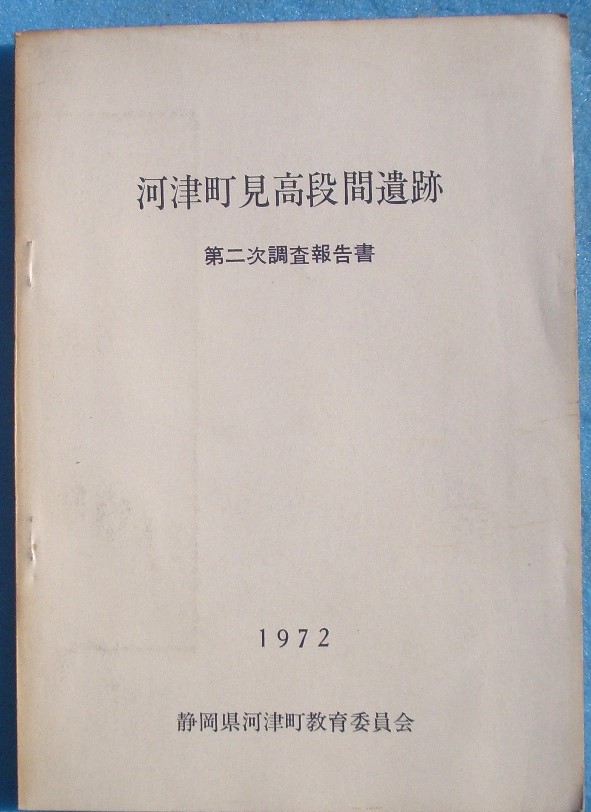 河津町見高段間遺跡
第二次調査報告書
1972
静岡県河津町教育委員会